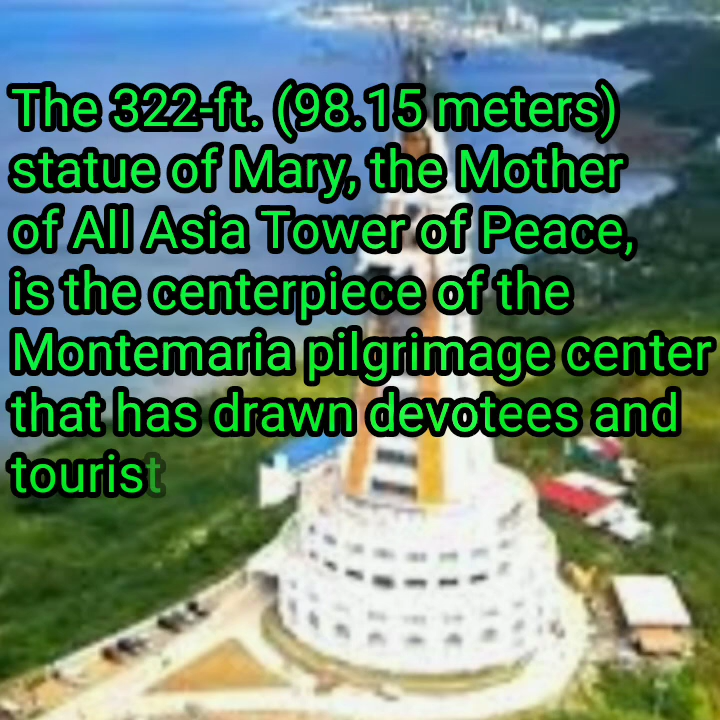 The 322-ft. (98.15 meters)
statue of Mary, the Mother
of All Asia Tower of Peace,
is the centerpiece of the
Montemaria pilgrimage center
that has drawn devotees and
tourist